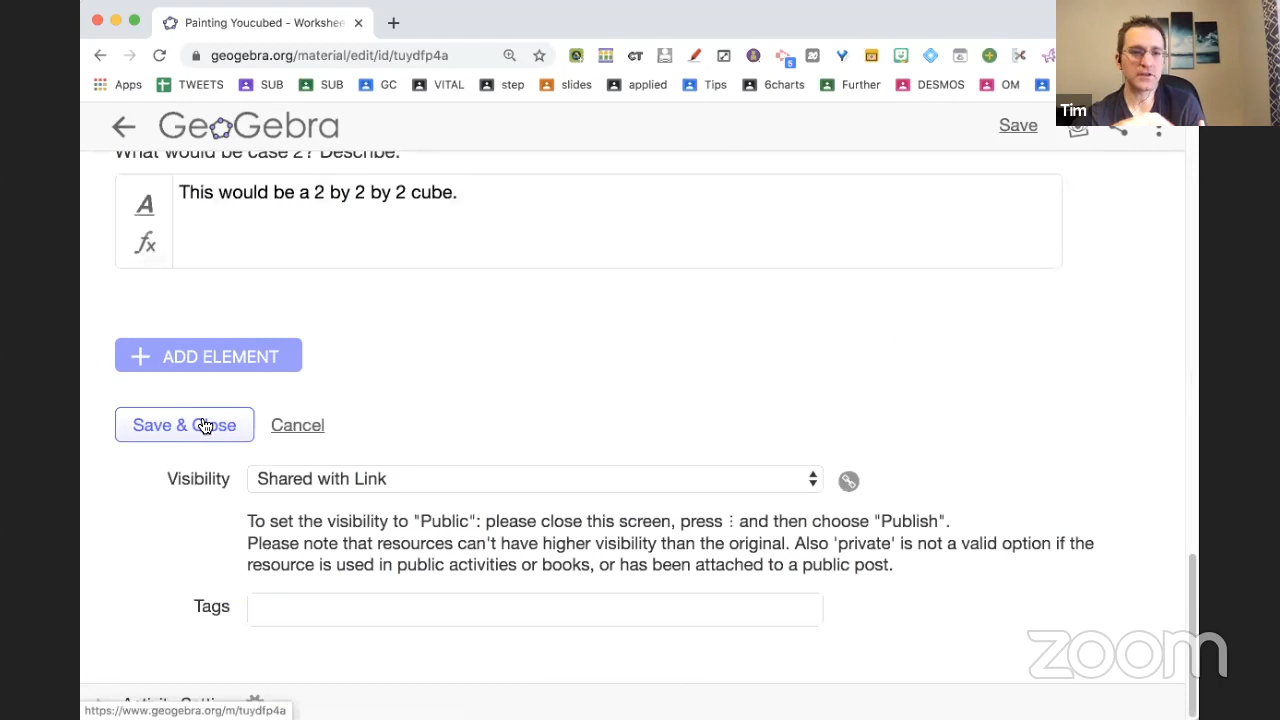 Painting Youcubed - Workshee
geogebra.org/material/edit/id/tuydfp4a
Apps TWEETS SUB SUB GC VITAL step slides applied Tips 6charts Further DESMOS OM
Tim
GeoGebra
Save
What would be case 2? Describe.
This would be a 2 by 2 by 2 cube.
A
fx
+ ADD ELEMENT
Save & Close Cancel
Visibility Shared with Link
To set the visibility to "Public": please close this screen, press ⋮ and then choose "Publish".
Please note that resources can't have higher visibility than the original. Also 'private' is not a valid option if the
resource is used in public activities or books, or has been attached to a public post.
Tags
zoom
https://www.geogebra.org/m/tuydfp4a